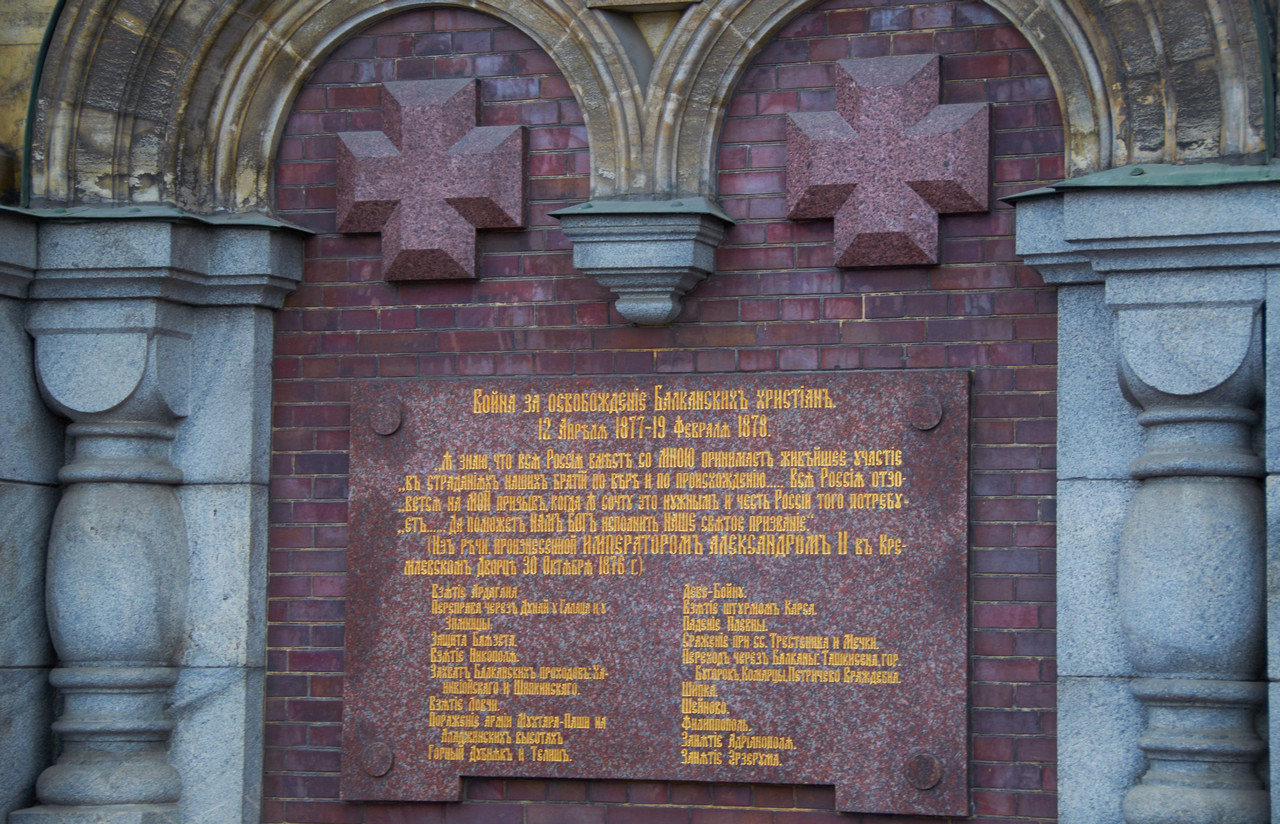 Война за освобожденіе Балканскихъ христіанъ.
12 Апрѣля 1877-19 Февраля 1878.
„Я знаю, что вся Россія вмѣстѣ со МНОЮ принимаетъ живѣйшее участіе
„въ страданіяхъ нашихъ братій по вѣрѣ и по происхожденію..... Вся Россія отзо-
„ветъся на МОЙ призывъ, когда Я сочту это нужнымъ и честь Россіи того потребу-
„етъ..... Да поможетъ НАМЪ БОГЪ исполнить НАШЕ святое призваніе."
(Изъ рѣчи, произнесенной ИМПЕРАТОРОМЪ АЛЕКСАНДРОМЪ II въ Кре-
млевскомъ Дворцѣ 30 Октября 1876 г.)
Взятіе Ардагана.
Переправа черезъ Дунай у Галаца и у
Зимницы.
Защита Баязета.
Взятіе Никополя.
Захватъ Балканскихъ проходовъ: Ха-
инкіойскаго и Шипкинскаго.
Взятіе Ловчи.
Пораженіе арміи Мухтара-Паши на
Аладжинскихъ высотахъ.
Горный Дубнякъ и Телишъ.
Деве-Бойну.
Взятіе штурмомъ Карса.
Паденіе Плевны.
Сраженіе при сс. Трестеника и Мечки.
Переходъ черезъ Балканы: Ташкисена, гор.
Буторокъ, Комарцы, Петричево Враждебна.
Шипка.
Шейново.
Филиппополь.
Занятіе Адріанополя.
Занятіе Эрзерума.